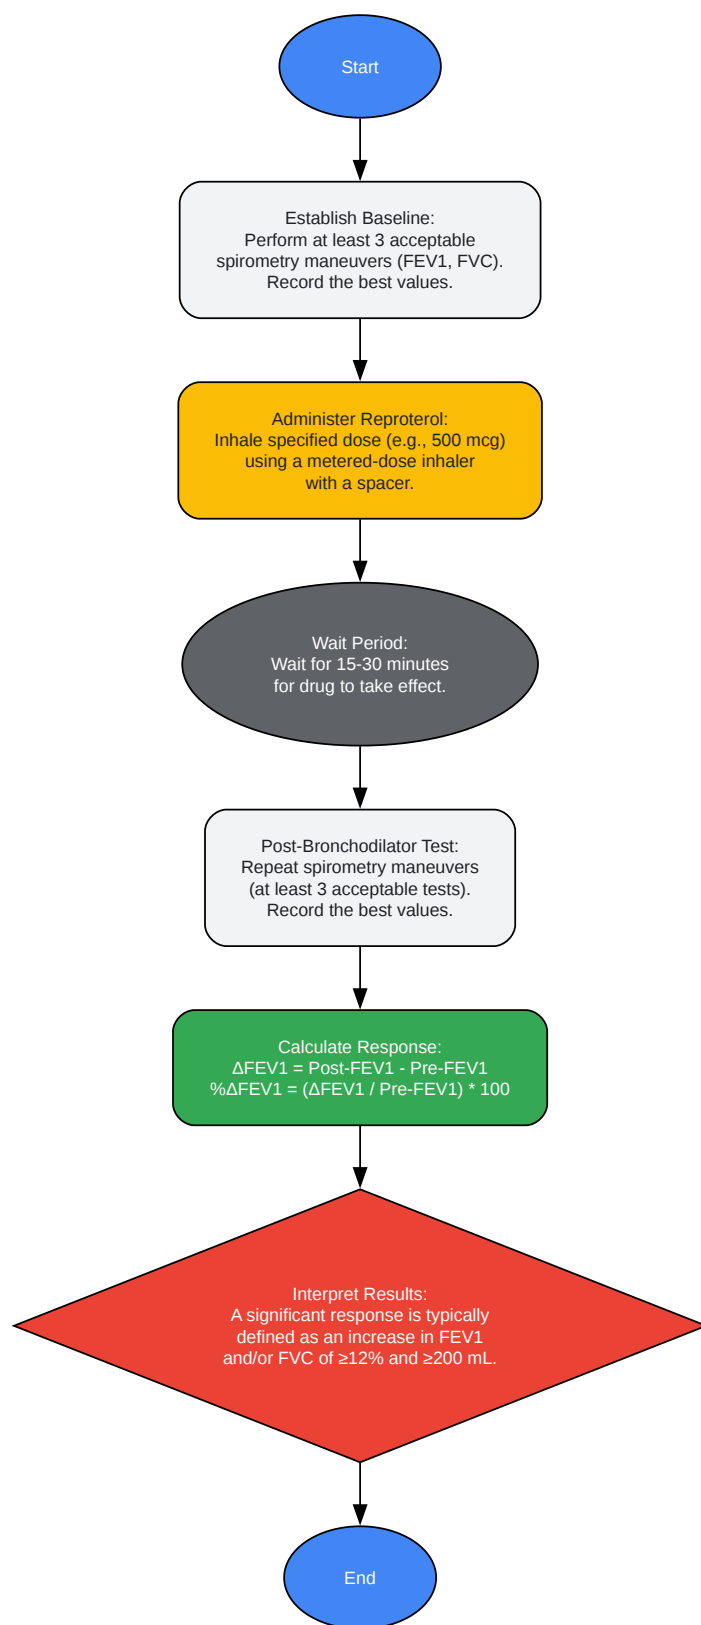 Start
Establish Baseline:
Perform at least 3 acceptable
spirometry maneuvers (FEV1, FVC).
Record the best values.
Administer Reproterol:
Inhale specified dose (e.g., 500 mcg)
using a metered-dose inhaler
with a spacer.
Wait Period:
Wait for 15-30 minutes
for drug to take effect.
Post-Bronchodilator Test:
Repeat spirometry maneuvers
(at least 3 acceptable tests).
Record the best values.
Calculate Response:
ΔFEV1 = Post-FEV1 - Pre-FEV1
%ΔFEV1 = (ΔFEV1 / Pre-FEV1) * 100
Interpret Results:
A significant response is typically
defined as an increase in FEV1
and/or FVC of ≥12% and ≥200 mL.
End